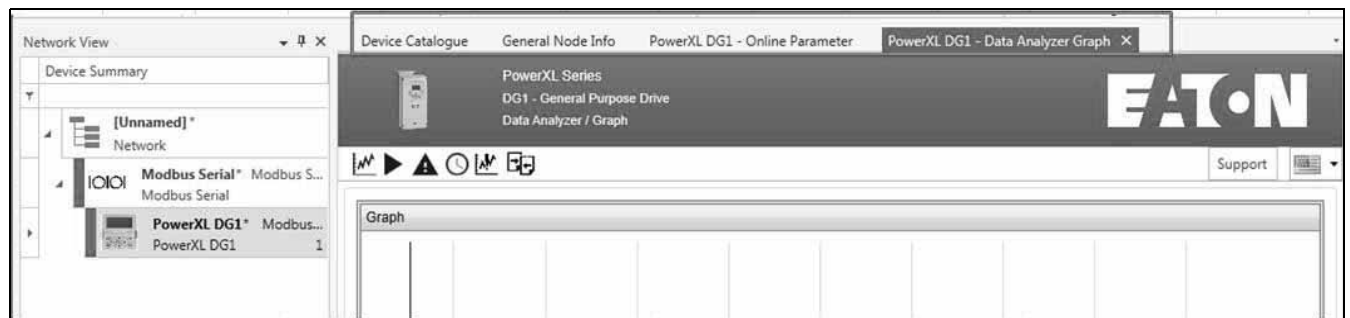 Network View
Device Summary
[Unnamed] *
Network
Modbus Serial* Modbus S...
Modbus Serial
PowerXL DG1* Modbus...
PowerXL DG1 1
Device Catalogue General Node Info PowerXL DG1 - Online Parameter PowerXL DG1 - Data Analyzer Graph
PowerXL Series
DG1 - General Purpose Drive
Data Analyzer / Graph
EATON
Support
Graph